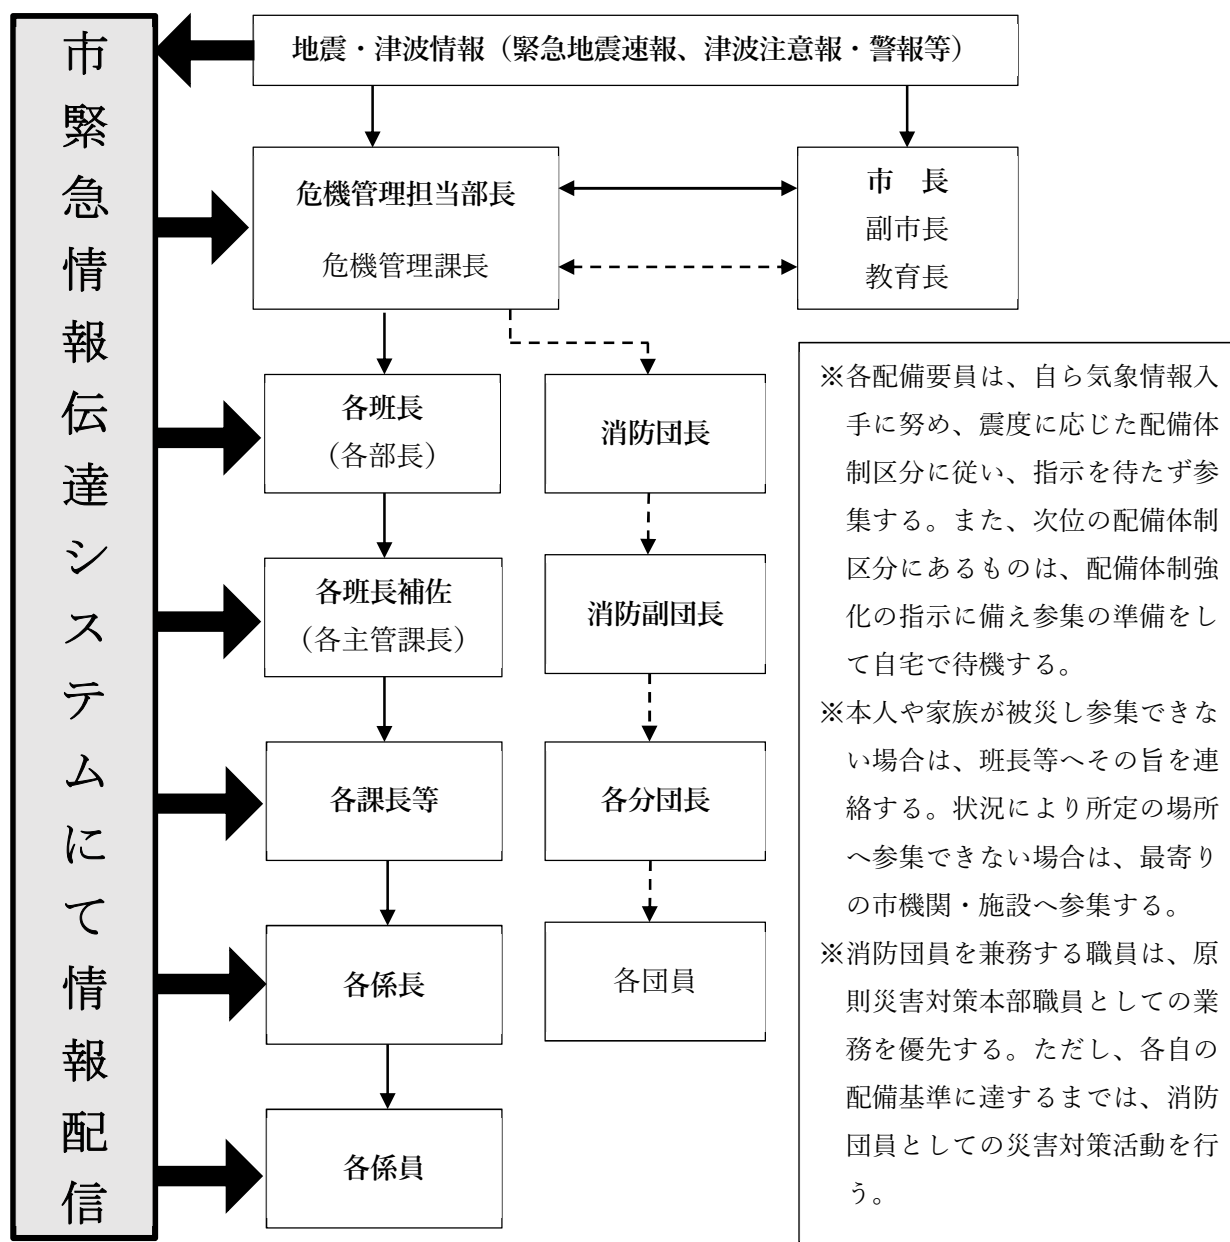 市緊急情報伝達システムにて情報配信
地震・津波情報（緊急地震速報、津波注意報・警報等）
危機管理担当部長
危機管理課長
市　長
副市長
教育長
各班長
（各部長）
消防団長
各班長補佐
（各主管課長）
消防副団長
各課長等
各分団長
各係長
各団員
各係員
※各配備要員は、自ら気象情報入
手に努め、震度に応じた配備体
制区分に従い、指示を待たず参
集する。また、次位の配備体制
区分にあるものは、配備体制強
化の指示に備え参集の準備をし
て自宅で待機する。
※本人や家族が被災し参集できな
い場合は、班長等へその旨を連
絡する。状況により所定の場所
へ参集できない場合は、最寄り
の市機関・施設へ参集する。
※消防団員を兼務する職員は、原
則災害対策本部職員としての業
務を優先する。ただし、各自の
配備基準に達するまでは、消防
団員としての災害対策活動を行
う。